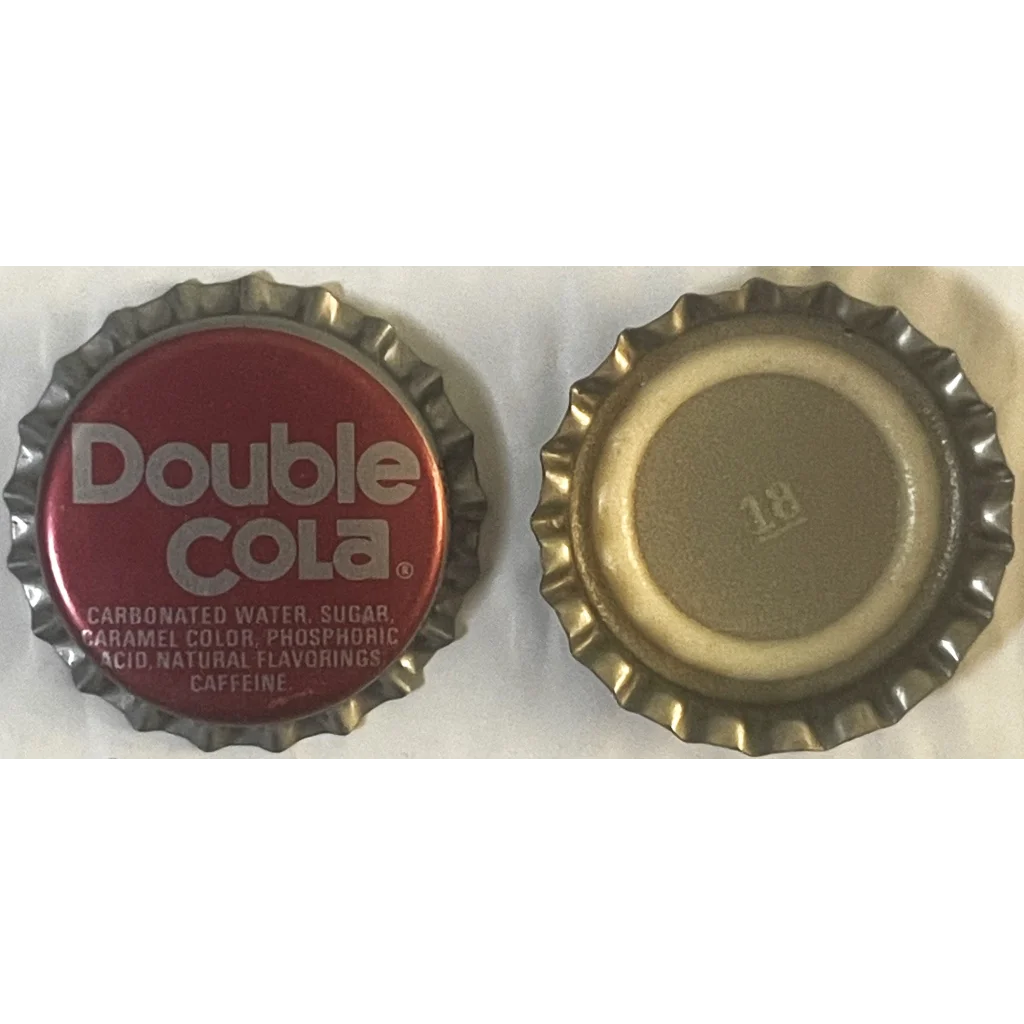 Double
COLA®
CARBONATED WATER, SUGAR,
CARAMEL COLOR, PHOSPHORIC
ACID, NATURAL FLAVORINGS,
CAFFEINE.
18